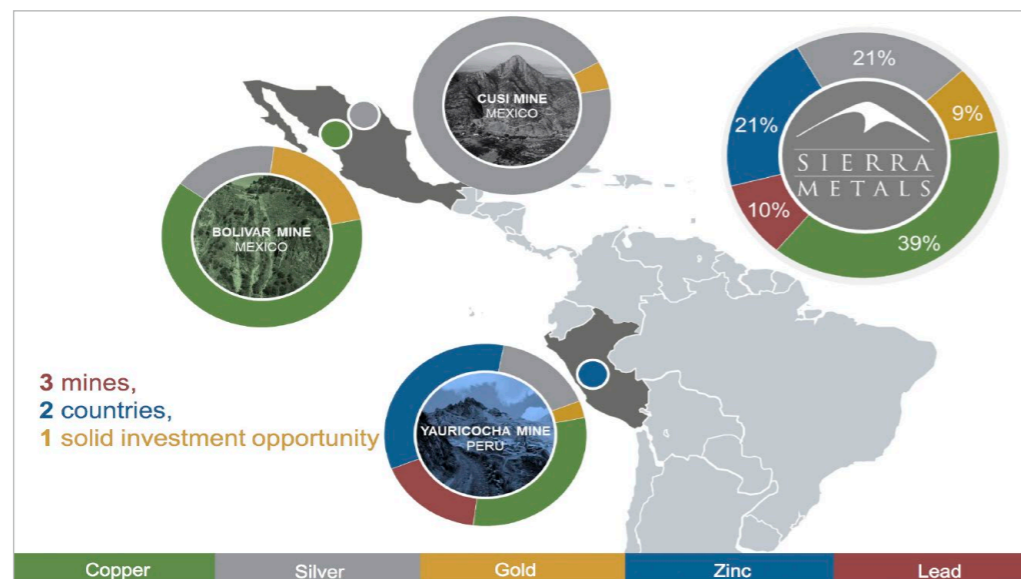 CUSI MINE
MEXICO
21%
9%
21%
SIERRA
METALS
10%
39%
BOLIVAR MINE
MEXICO
3 mines,
2 countries,
1 solid investment opportunity
YAURICOCHA MINE
PERU
Copper
Silver
Gold
Zinc
Lead